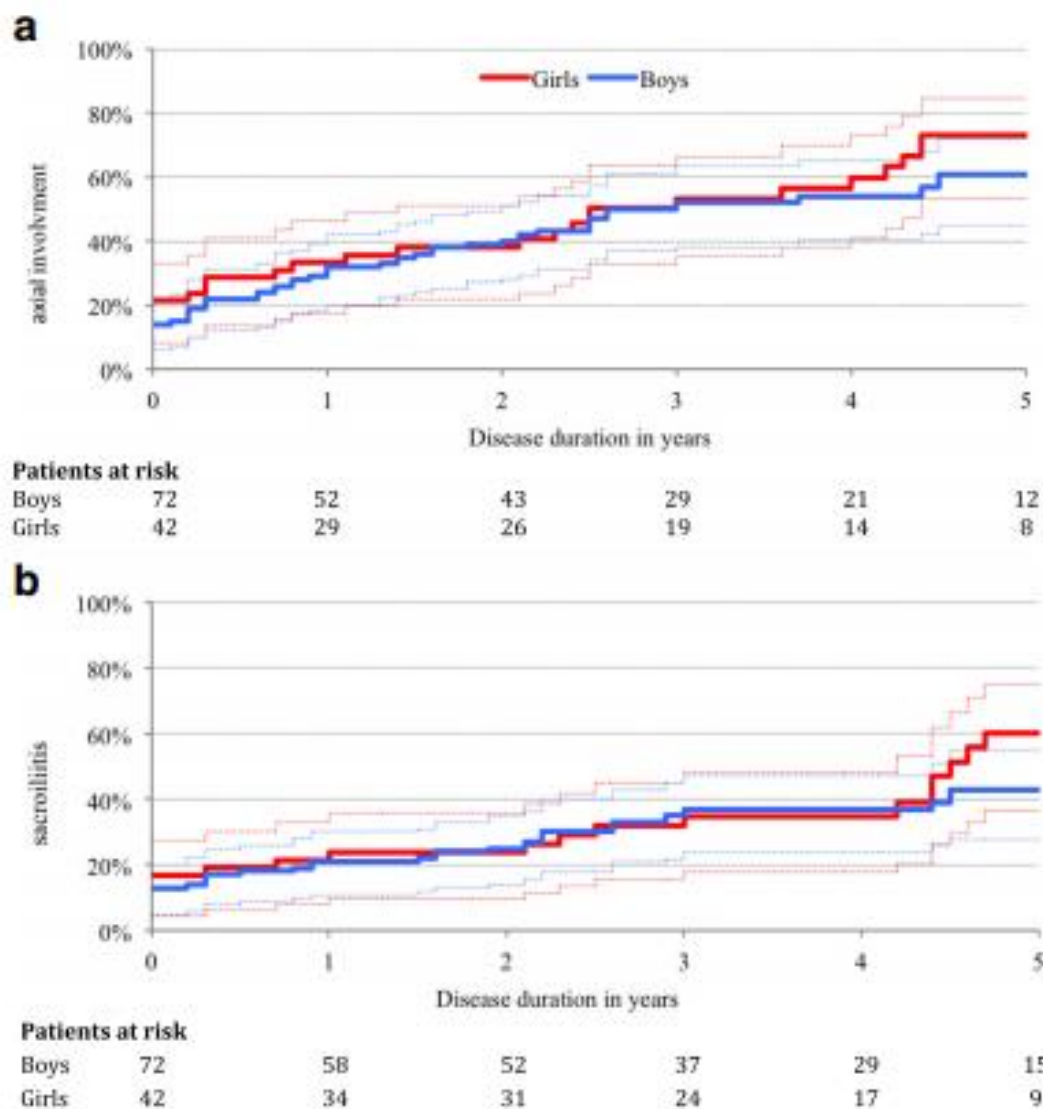 a
100%
Girls Boys
80%
60%
40%
20%
0%
axial involvment
0 1 2 3 4 5
Disease duration in years
Patients at risk
Boys 72 52 43 29 21 12
Girls 42 29 26 19 14 8
b
100%
80%
60%
40%
20%
0%
sacroiliitis
0 1 2 3 4 5
Disease duration in years
Patients at risk
Boys 72 58 52 37 29 15
Girls 42 34 31 24 17 9